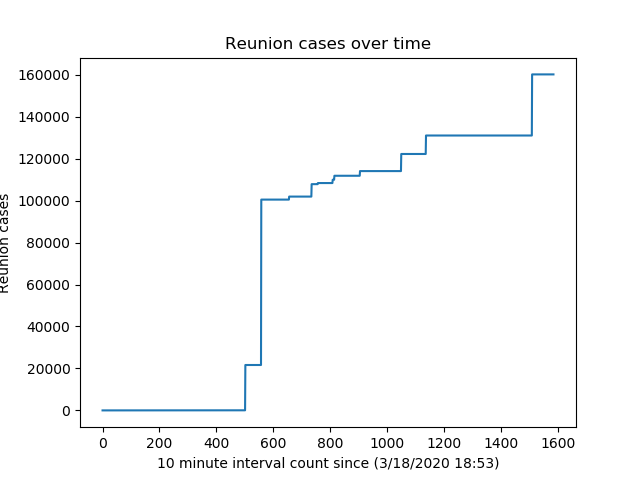 Reunion cases over time
160000
140000
120000
100000
80000
60000
40000
20000
0
Reunion cases
0 200 400 600 800 1000 1200 1400 1600
10 minute interval count since (3/18/2020 18:53)